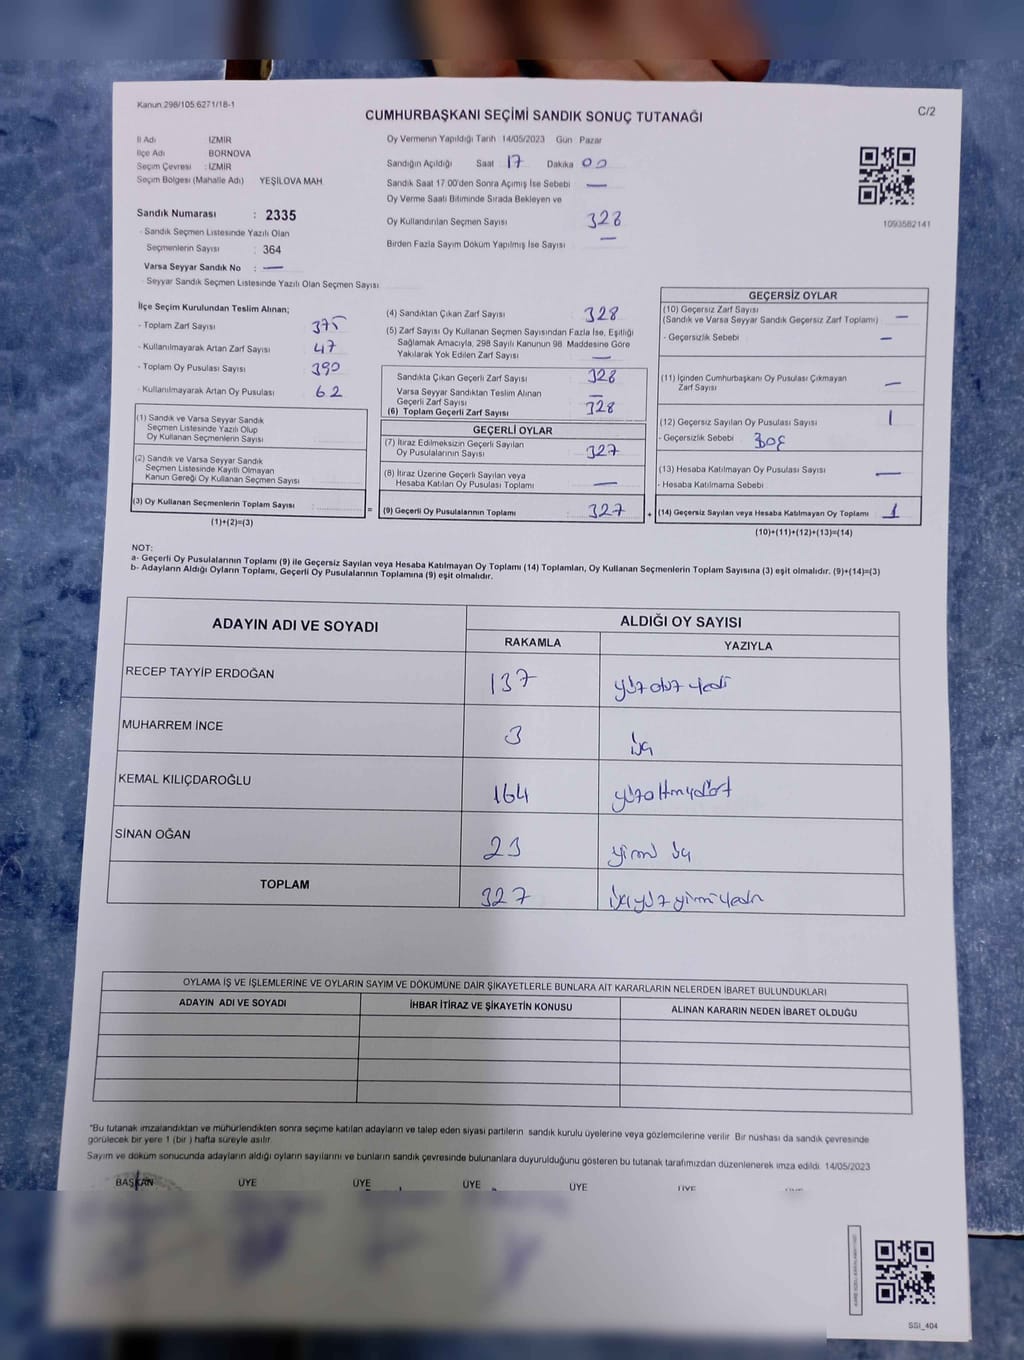 Kanun 298/105.6271/18-1
CUMHURBAŞKANI SEÇİMİ SANDIK SONUÇ TUTANAĞI
C/2
İl Adı IZMIR
İlçe Adı BORNOVA
Seçim Çevresi : IZMIR
Seçim Bölgesi (Mahalle Adı) YEŞİLOVA MAH.
Sandık Numarası : 2335
- Sandık Seçmen Listesinde Yazılı Olan
Seçmenlerin Sayısı : 364
Varsa Seyyar Sandık No : —
- Seyyar Sandık Seçmen Listesinde Yazılı Olan Seçmen Sayısı
Oy Vermenin Yapıldığı Tarih 14/05/2023 Gün Pazar
Sandığın Açıldığı Saat 17 Dakika 00
Sandık Saat 17.00'den Sonra Açımış İse Sebebi —
Oy Verme Saati Bitiminde Sırada Bekleyen ve
Oy Kullandırılan Seçmen Sayısı 328
Birden Fazla Sayım Döküm Yapılmış İse Sayısı —
1093582141
İlçe Seçim Kurulundan Teslim Alınan;
- Toplam Zarf Sayısı 375
- Kullanılmayarak Artan Zarf Sayısı 47
- Toplam Oy Pusulası Sayısı 390
- Kullanılmayarak Artan Oy Pusulası 62
(1) Sandık ve Varsa Seyyar Sandık
Seçmen Listesinde Yazılı Olup
Oy Kullanan Seçmenlerin Sayısı
(2) Sandık ve Varsa Seyyar Sandık
Seçmen Listesinde Kayıtlı Olmayan
Kanun Gereği Oy Kullanan Seçmen Sayısı
(3) Oy Kullanan Seçmenlerin Toplam Sayısı
(1)+(2)=(3)
(4) Sandıktan Çıkan Zarf Sayısı 328
(5) Zarf Sayısı Oy Kullanan Seçmen Sayısından Fazla İse, Eşitliği
Sağlamak Amacıyla, 298 Sayılı Kanunun 98. Maddesine Göre
Yakılarak Yok Edilen Zarf Sayısı —
Sandıkta Çıkan Geçerli Zarf Sayısı 328
Varsa Seyyar Sandıktan Teslim Alınan
Geçerli Zarf Sayısı —
(6) Toplam Geçerli Zarf Sayısı 328
GEÇERLİ OYLAR
(7) İtiraz Edilmeksizin Geçerli Sayılan
Oy Pusulalarının Sayısı 327
(8) İtiraz Üzerine Geçerli Sayılan veya
Hesaba Katılan Oy Pusulası Toplamı —
= (9) Geçerli Oy Pusulalarının Toplamı 327
GEÇERSİZ OYLAR
(10) Geçersiz Zarf Sayısı
(Sandık ve Varsa Seyyar Sandık Geçersiz Zarf Toplamı) —
- Geçersizlik Sebebi —
(11) İçinden Cumhurbaşkanı Oy Pusulası Çıkmayan
Zarf Sayısı —
(12) Geçersiz Sayılan Oy Pusulası Sayısı 1
- Geçersizlik Sebebi
(13) Hesaba Katılmayan Oy Pusulası Sayısı —
- Hesaba Katılmama Sebebi
+ (14) Geçersiz Sayılan veya Hesaba Katılmayan Oy Toplamı 1
(10)+(11)+(12)+(13)=(14)
NOT:
a- Geçerli Oy Pusulalarının Toplamı (9) ile Geçersiz Sayılan veya Hesaba Katılmayan Oy Toplamı (14) Toplamları, Oy Kullanan Seçmenlerin Toplam Sayısına (3) eşit olmalıdır. (9)+(14)=(3)
b- Adayların Aldığı Oyların Toplamı, Geçerli Oy Pusulalarının Toplamına (9) eşit olmalıdır.
ADAYIN ADI VE SOYADI
ALDIĞI OY SAYISI
RAKAMLA YAZIYLA
RECEP TAYYİP ERDOĞAN 137 yüz otuz yedi
MUHARREM İNCE 3 üç
KEMAL KILIÇDAROĞLU 164 yüzaltmışdört
SİNAN OĞAN 23 yirmi üç
TOPLAM 327 üçyüz yirmi yedi
OYLAMA İŞ VE İŞLEMLERİNE VE OYLARIN SAYIM VE DÖKÜMÜNE DAİR ŞİKAYETLERLE BUNLARA AİT KARARLARIN NELERDEN İBARET BULUNDUKLARI
ADAYIN ADI VE SOYADI
İHBAR İTİRAZ VE ŞİKAYETİN KONUSU
ALINAN KARARIN NEDEN İBARET OLDUĞU
"Bu tutanak imzalandıktan ve mühürlendikten sonra seçime katılan adayların ve talep eden siyasi partilerin sandık kurulu üyelerine veya gözlemcilerine verilir. Bir nüshası da sandık çevresinde
görülecek bir yere 1 (bir ) hafta süreyle asılır.
Sayım ve döküm sonucunda adayların aldığı oyların sayılarını ve bunların sandık çevresinde bulunanlara duyurulduğunu gösteren bu tutanak tarafımızdan düzenlenerek imza edildi. 14/05/2023
BAŞKAN ÜYE ÜYE ÜYE ÜYE ÜYE
SSI_404